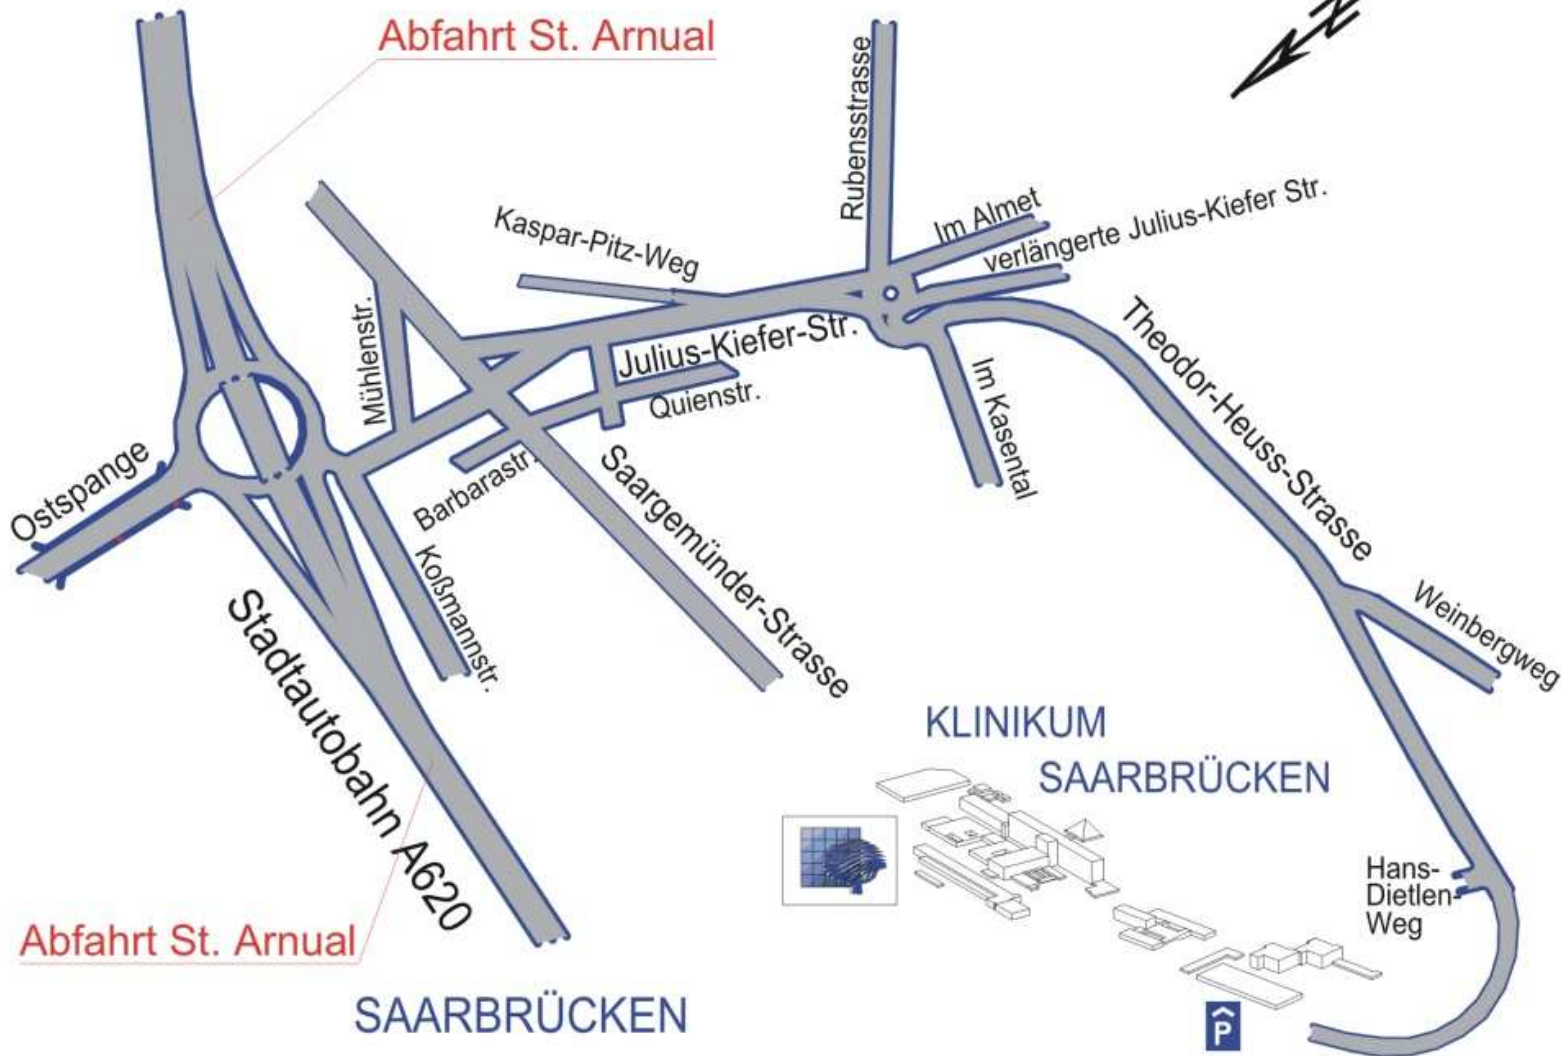 Abfahrt St. Arnual
N
Rubensstrasse
Im Almet
verlängerte Julius-Kiefer Str.
Kaspar-Pitz-Weg
Mühlenstr.
Julius-Kiefer-Str.
Quienstr.
Theodor-Heuss-Strasse
Im Kasental
Ostspange
Barbarastr.
Saargemünder-Strasse
Koßmannstr.
Stadtautobahn A620
Weinbergweg
KLINIKUM
SAARBRÜCKEN
Hans-
Dietlen-
Weg
Abfahrt St. Arnual
SAARBRÜCKEN
P